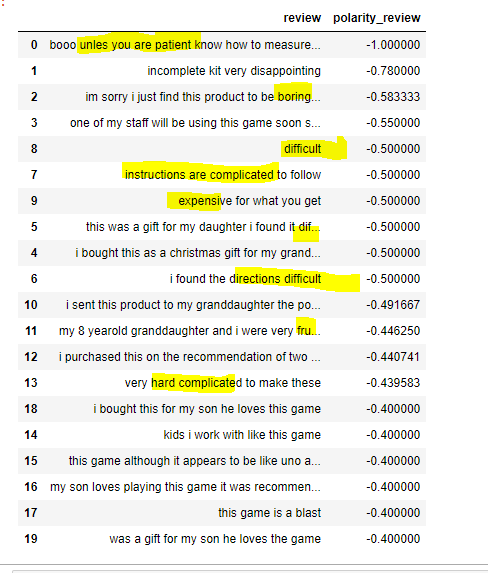 review polarity_review
0 booo unles you are patient know how to measure... -1.000000
1 incomplete kit very disappointing -0.780000
2 im sorry i just find this product to be boring... -0.583333
3 one of my staff will be using this game soon s... -0.550000
8 difficult -0.500000
7 instructions are complicated to follow -0.500000
9 expensive for what you get -0.500000
5 this was a gift for my daughter i found it dif... -0.500000
4 i bought this as a christmas gift for my grand... -0.500000
6 i found the directions difficult -0.500000
10 i sent this product to my granddaughter the po... -0.491667
11 my 8 yearold granddaughter and i were very fru... -0.446250
12 i purchased this on the recommendation of two ... -0.440741
13 very hard complicated to make these -0.439583
18 i bought this for my son he loves this game -0.400000
14 kids i work with like this game -0.400000
15 this game although it appears to be like uno a... -0.400000
16 my son loves playing this game it was recommen... -0.400000
17 this game is a blast -0.400000
19 was a gift for my son he loves the game -0.400000